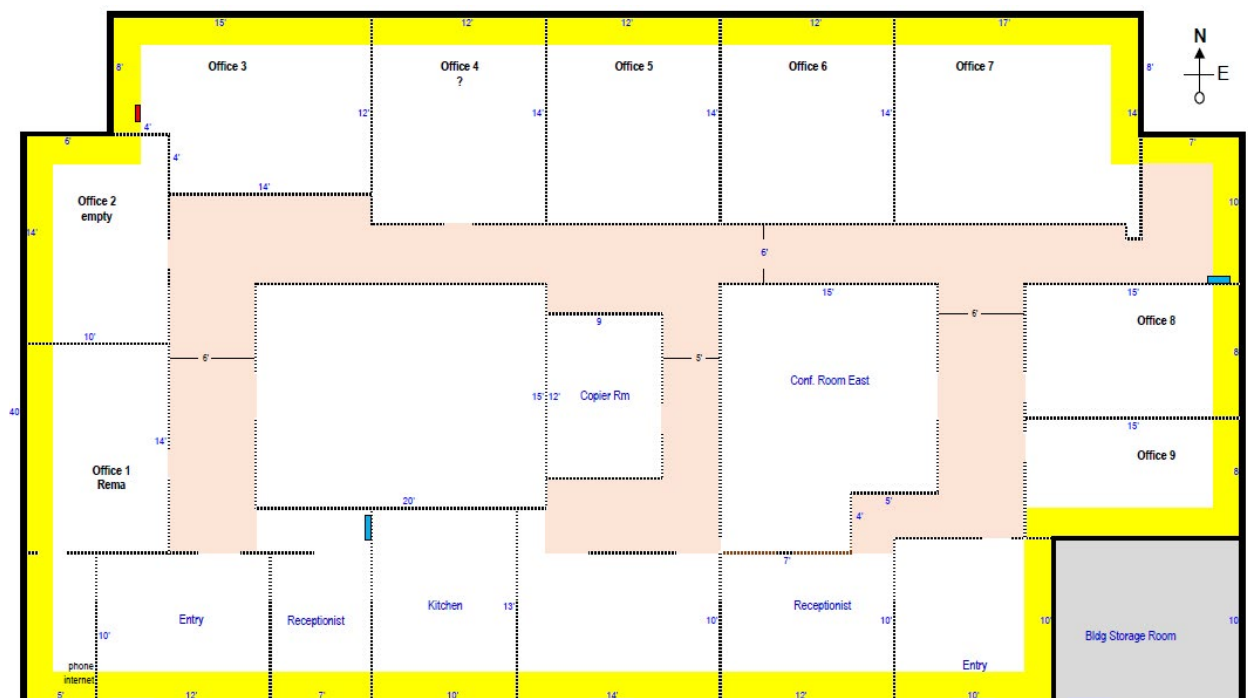 15'
12'
12'
12'
17'
N
E
Office 3
Office 4
?
Office 5
Office 6
Office 7
8'
8'
12'
14'
14'
14'
14'
4'
4'
6'
7'
14'
Office 2
empty
14'
10
6'
15'
15'
9
6'
Office 8
10'
6'
5'
8
Conf. Room East
15'
12'
Copier Rm
40
14'
15'
Office 1
Rema
Office 9
8
20'
5'
4'
7'
Entry
Receptionist
Kitchen
13'
10'
Receptionist
10'
10'
10
10'
Bldg Storage Room
phone
internet
Entry
5'
12'
7'
10'
14'
12'
10'